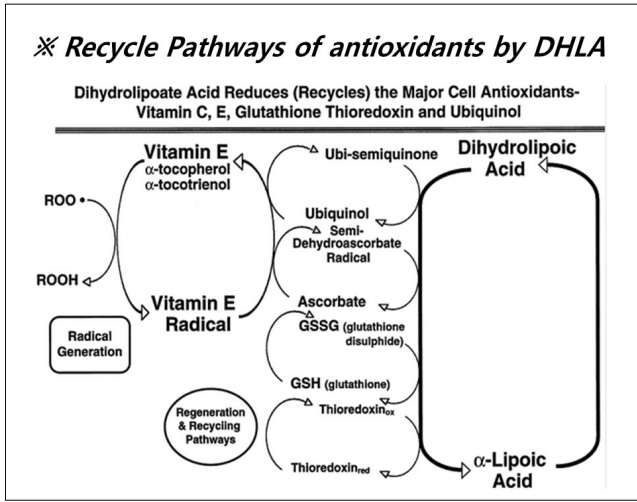 ※ Recycle Pathways of antioxidants by DHLA
Dihydrolipoate Acid Reduces (Recycles) the Major Cell Antioxidants-
Vitamin C, E, Glutathione Thioredoxin and Ubiquinol
Vitamin E
α-tocopherol
α-tocotrienol
ROO •
ROOH
Vitamin E
Radical
Radical
Generation
Ubi-semiquinone
Ubiquinol
Semi-
Dehydroascorbate
Radical
Ascorbate
GSSG (glutathione
disulphide)
GSH (glutathione)
Thioredoxinox
Thioredoxinred
Regeneration
& Recyciing
Pathways
Dihydrolipoic
Acid
α-Lipoic
Acid